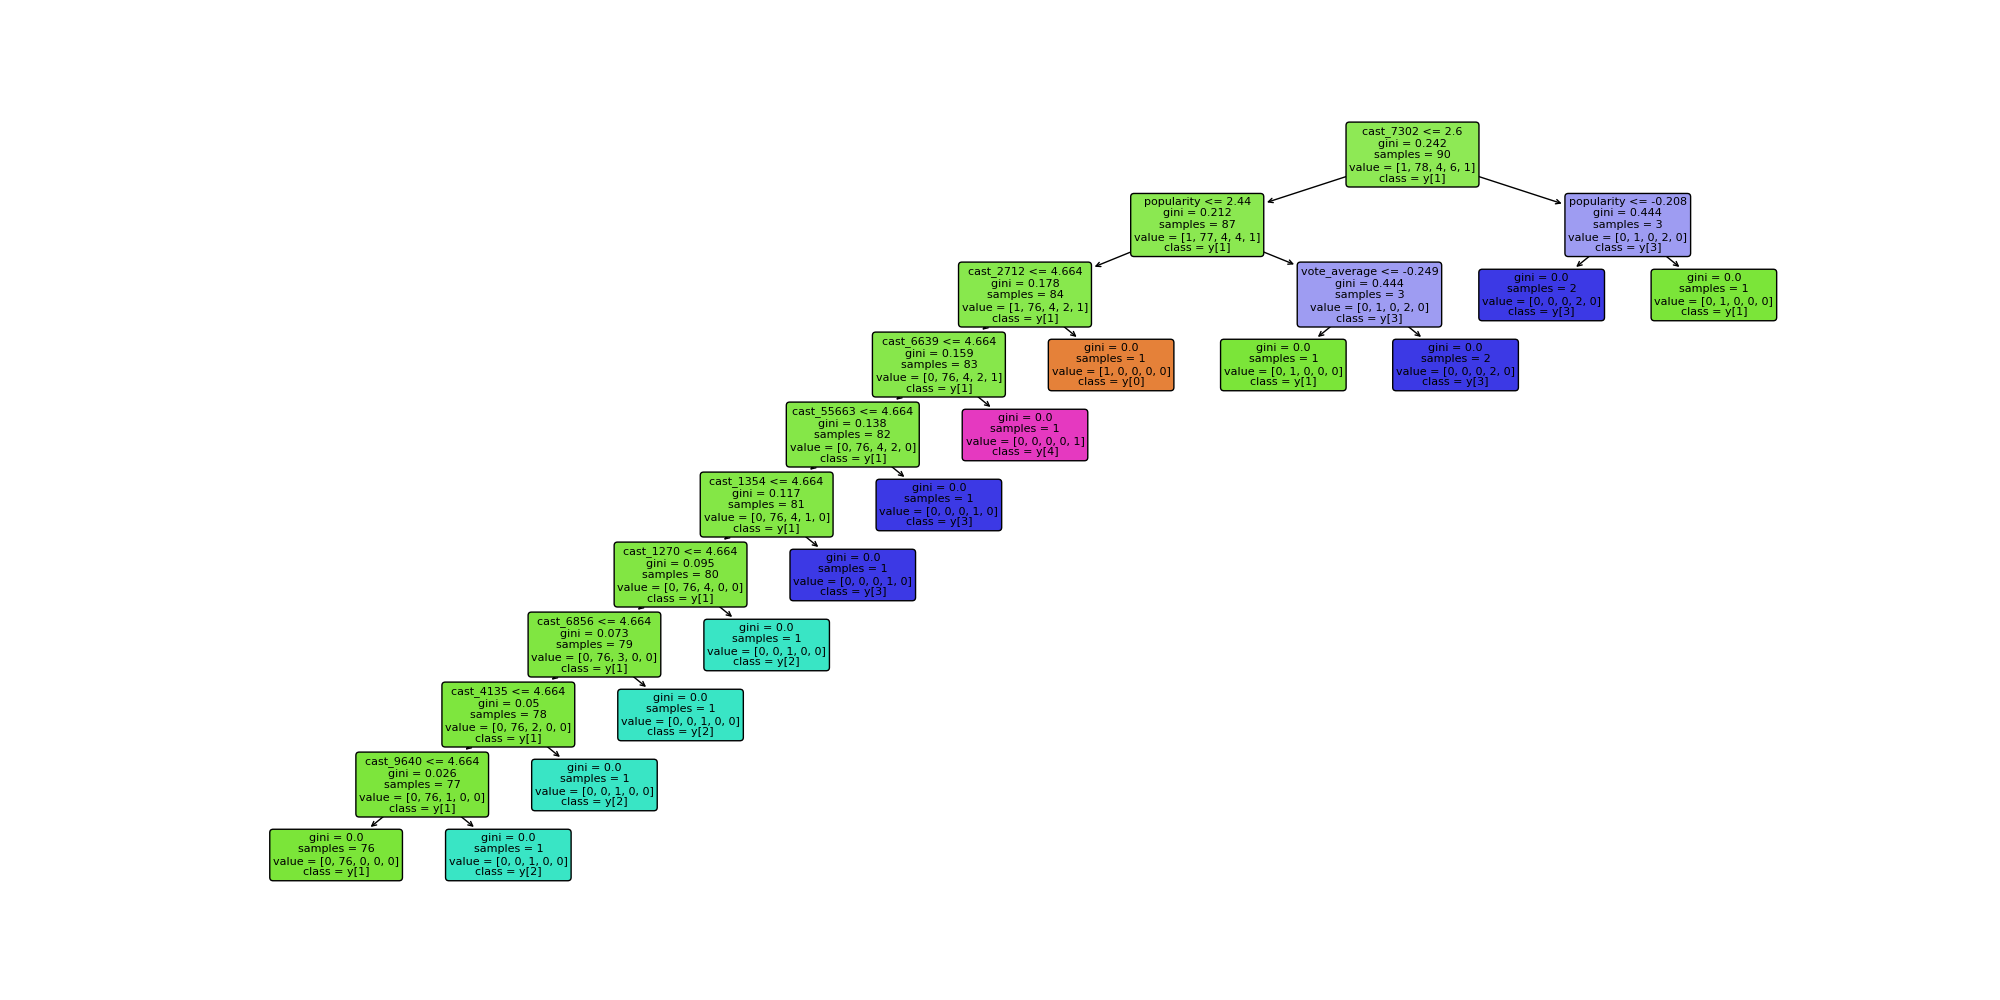 cast_7302 <= 2.6
gini = 0.242
samples = 90
value = [1, 78, 4, 6, 1]
class = y[1]
popularity <= 2.44
gini = 0.212
samples = 87
value = [1, 77, 4, 4, 1]
class = y[1]
popularity <= -0.208
gini = 0.444
samples = 3
value = [0, 1, 0, 2, 0]
class = y[3]
cast_2712 <= 4.664
gini = 0.178
samples = 84
value = [1, 76, 4, 2, 1]
class = y[1]
vote_average <= -0.249
gini = 0.444
samples = 3
value = [0, 1, 0, 2, 0]
class = y[3]
gini = 0.0
samples = 2
value = [0, 0, 0, 2, 0]
class = y[3]
gini = 0.0
samples = 1
value = [0, 1, 0, 0, 0]
class = y[1]
cast_6639 <= 4.664
gini = 0.159
samples = 83
value = [0, 76, 4, 2, 1]
class = y[1]
gini = 0.0
samples = 1
value = [1, 0, 0, 0, 0]
class = y[0]
gini = 0.0
samples = 1
value = [0, 1, 0, 0, 0]
class = y[1]
gini = 0.0
samples = 2
value = [0, 0, 0, 2, 0]
class = y[3]
cast_55663 <= 4.664
gini = 0.138
samples = 82
value = [0, 76, 4, 2, 0]
class = y[1]
gini = 0.0
samples = 1
value = [0, 0, 0, 0, 1]
class = y[4]
cast_1354 <= 4.664
gini = 0.117
samples = 81
value = [0, 76, 4, 1, 0]
class = y[1]
gini = 0.0
samples = 1
value = [0, 0, 0, 1, 0]
class = y[3]
cast_1270 <= 4.664
gini = 0.095
samples = 80
value = [0, 76, 4, 0, 0]
class = y[1]
gini = 0.0
samples = 1
value = [0, 0, 0, 1, 0]
class = y[3]
cast_6856 <= 4.664
gini = 0.073
samples = 79
value = [0, 76, 3, 0, 0]
class = y[1]
gini = 0.0
samples = 1
value = [0, 0, 1, 0, 0]
class = y[2]
cast_4135 <= 4.664
gini = 0.05
samples = 78
value = [0, 76, 2, 0, 0]
class = y[1]
gini = 0.0
samples = 1
value = [0, 0, 1, 0, 0]
class = y[2]
cast_9640 <= 4.664
gini = 0.026
samples = 77
value = [0, 76, 1, 0, 0]
class = y[1]
gini = 0.0
samples = 1
value = [0, 0, 1, 0, 0]
class = y[2]
gini = 0.0
samples = 76
value = [0, 76, 0, 0, 0]
class = y[1]
gini = 0.0
samples = 1
value = [0, 0, 1, 0, 0]
class = y[2]